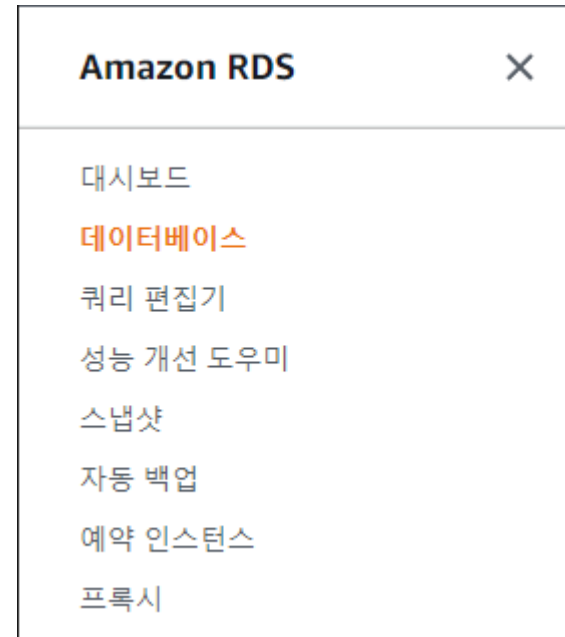 Amazon RDS
대시보드
데이터베이스
쿼리 편집기
성능 개선 도우미
스냅샷
자동 백업
예약 인스턴스
프록시